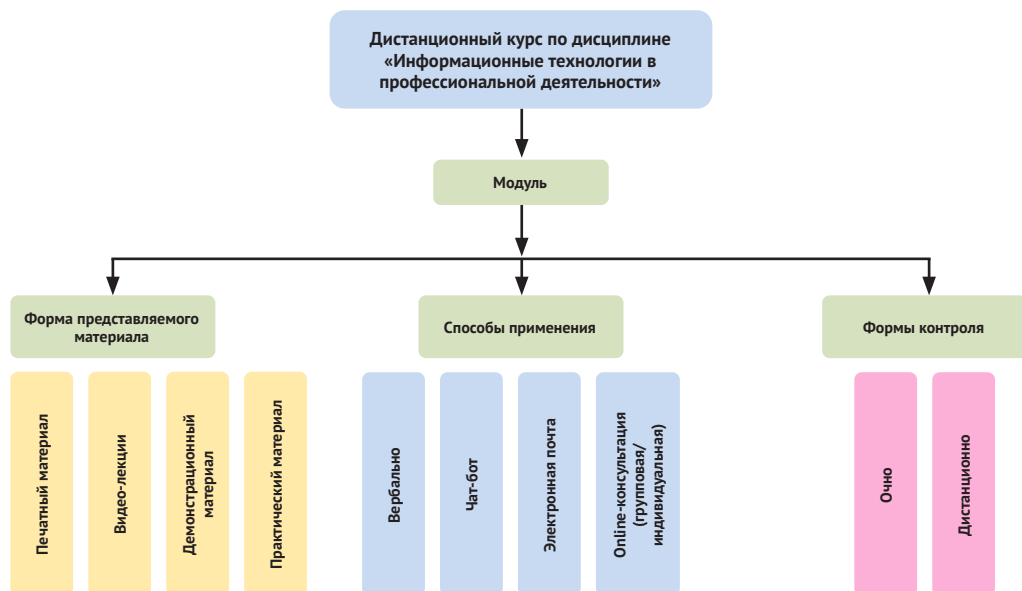 Дистанционный курс по дисциплине
«Информационные технологии в
профессиональной деятельности»
Модуль
Форма представляемого
материала
Способы применения
Формы контроля
Печатный материал
Видео-лекции
Демонстрационный
материал
Практический материал
Вербально
Чат-бот
Электронная почта
Online-консультация
(групповая/
индивидуальная)
Очно
Дистанционно